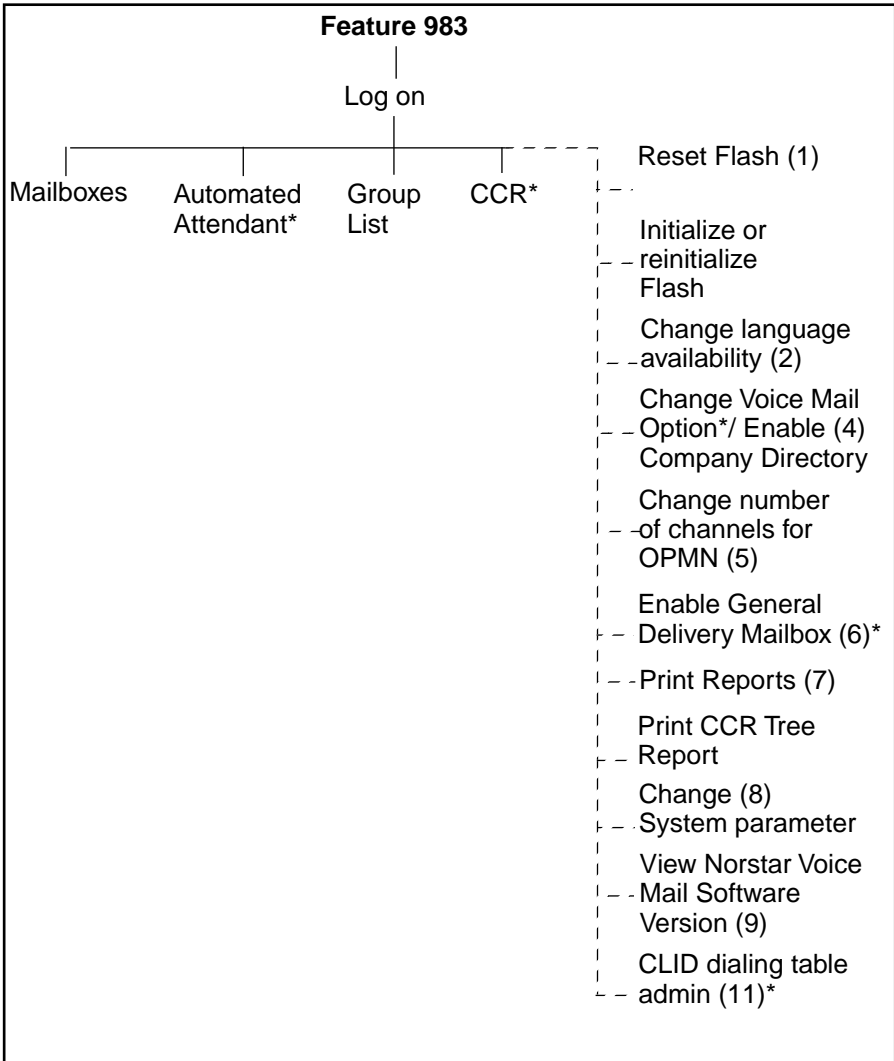 Feature 983
Log on
Mailboxes
Automated
Attendant*
Group
List
CCR*
Reset Flash (1)
Initialize or
reinitialize
Flash
Change language
availability (2)
Change Voice Mail
Option*/ Enable (4)
Company Directory
Change number
of channels for
OPMN (5)
Enable General
Delivery Mailbox (6)*
Print Reports (7)
Print CCR Tree
Report
Change (8)
System parameter
View Norstar Voice
Mail Software
Version (9)
CLID dialing table
admin (11)*